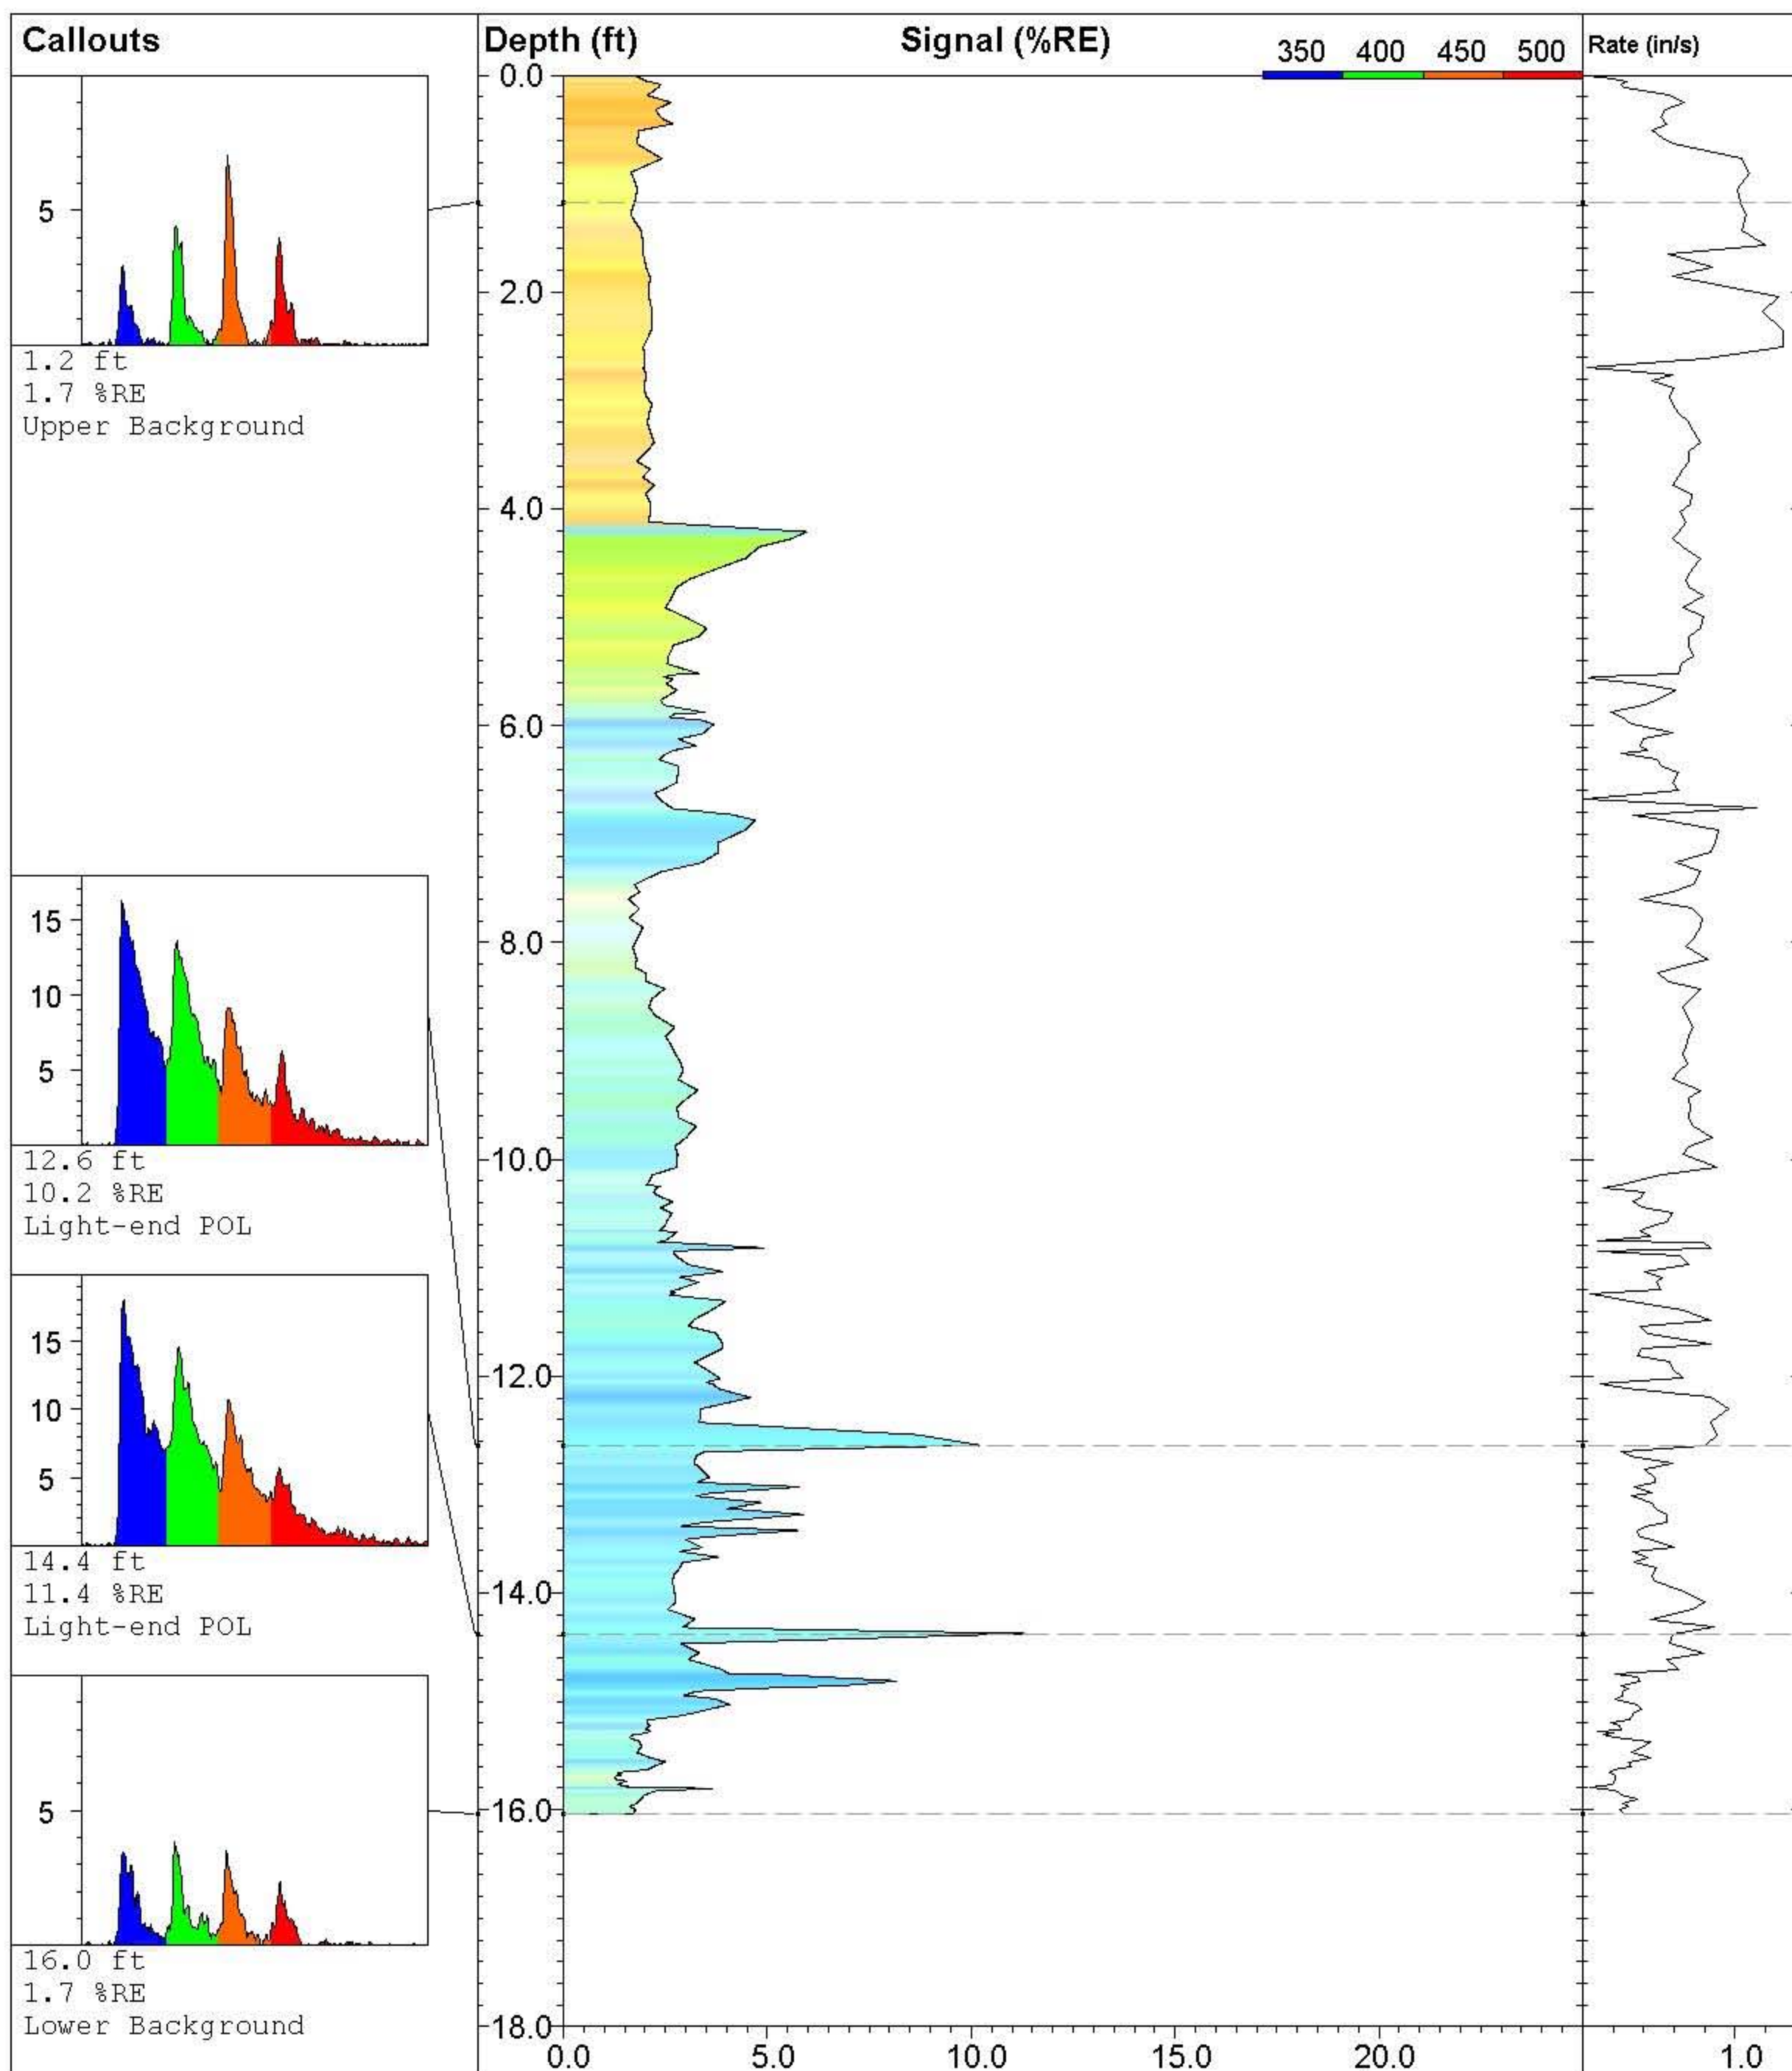 Callouts
Depth (ft)
Signal (%RE)
350 400 450 500
Rate (in/s)
5
1.2 ft
1.7 %RE
Upper Background
15
10
5
12.6 ft
10.2 %RE
Light-end POL
15
10
5
14.4 ft
11.4 %RE
Light-end POL
5
16.0 ft
1.7 %RE
Lower Background
0.0
2.0
4.0
6.0
8.0
10.0
12.0
14.0
16.0
18.0
0.0 5.0 10.0 15.0 20.0
1.0